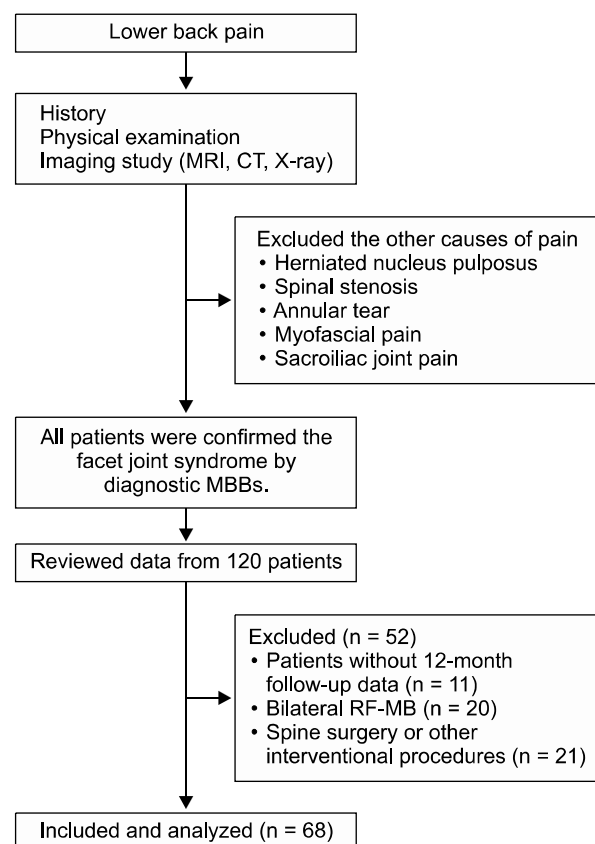 Lower back pain
History
Physical examination
Imaging study (MRI, CT, X-ray)
Excluded the other causes of pain
• Herniated nucleus pulposus
• Spinal stenosis
• Annular tear
• Myofascial pain
• Sacroiliac joint pain
All patients were confirmed the
facet joint syndrome by
diagnostic MBBs.
Reviewed data from 120 patients
Excluded (n = 52)
• Patients without 12-month
follow-up data (n = 11)
• Bilateral RF-MB (n = 20)
• Spine surgery or other
interventional procedures (n = 21)
Included and analyzed (n = 68)